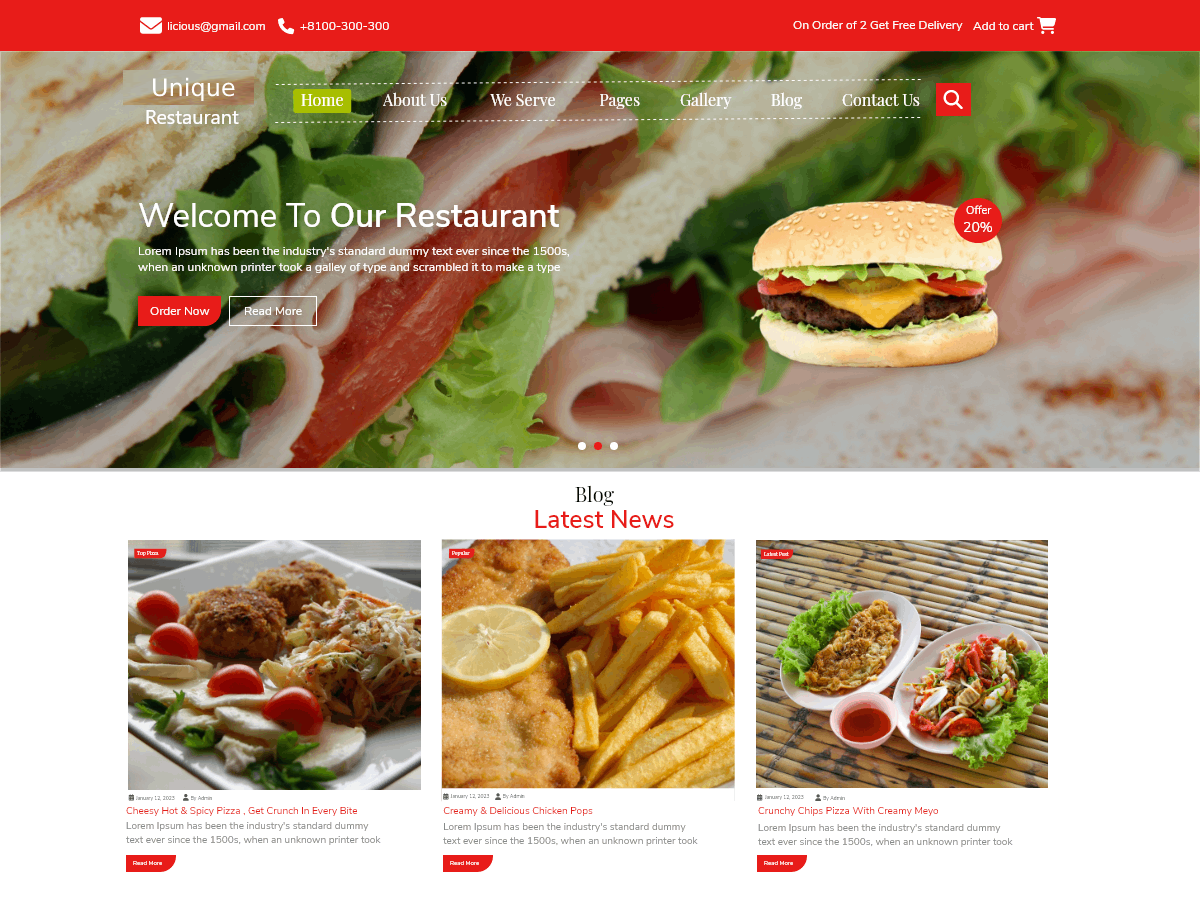 licious@gmail.com +8100-300-300
On Order of 2 Get Free Delivery Add to cart
Unique
Restaurant
Home About Us We Serve Pages Gallery Blog Contact Us
Welcome To Our Restaurant
Lorem Ipsum has been the industry's standard dummy text ever since the 1500s,
when an unknown printer took a galley of type and scrambled it to make a type
Order Now Read More
Offer
20%
Blog
Latest News
Top Pizza
Popular
Latest Post
January 12, 2023 By Admin
Cheesy Hot & Spicy Pizza , Get Crunch In Every Bite
Lorem Ipsum has been the industry's standard dummy
text ever since the 1500s, when an unknown printer took
Read More
January 12, 2023 By Admin
Creamy & Delicious Chicken Pops
Lorem Ipsum has been the industry's standard dummy
text ever since the 1500s, when an unknown printer took
Read More
January 12, 2023 By Admin
Crunchy Chips Pizza With Creamy Meyo
Lorem Ipsum has been the industry's standard dummy
text ever since the 1500s, when an unknown printer took
Read More